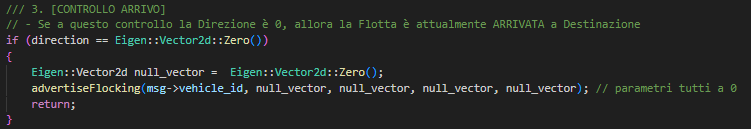 /// 3. [CONTROLLO ARRIVO]
// - Se a questo controllo la Direzione è 0, allora la Flotta è attualmente ARRIVATA a Destinazione
if (direction == Eigen::Vector2d::Zero())
{
    Eigen::Vector2d null_vector =  Eigen::Vector2d::Zero();
    advertiseFlocking(msg->vehicle_id, null_vector, null_vector, null_vector, null_vector); // parametri tutti a 0
    return;
}